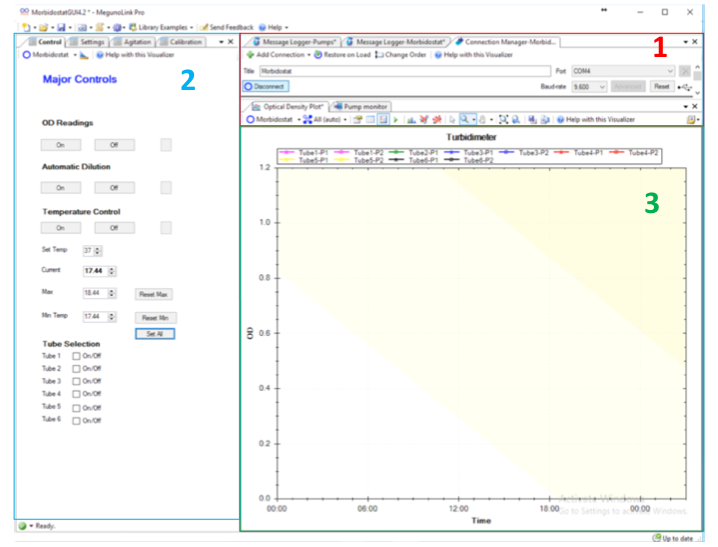 MorbidostatGUI4.2* - MegunoLink Pro
Library Examples
Send Feedback
Help
Control
Settings
Agitation
Calibration
Morbidostat
Help with this Visualizer
2
Major Controls
OD Readings
On
Off
Automatic Dilution
On
Off
Temperature Control
On
Off
Set Temp
37
Current
17.44
Max
18.44
Reset Max
Min Temp
17.44
Reset Min
Set All
Tube Selection
Tube 1
On/Off
Tube 2
On/Off
Tube 3
On/Off
Tube 4
On/Off
Tube 5
On/Off
Tube 6
On/Off
Ready.
Message Logger-Pumps*
Message Logger-Morbidostat*
Connection Manager-Morbid...
1
Add Connection
Restore on Load
Change Order
Help with this Visualizer
Title
Morbidostat
Port
COM4
Disconnect
Baudrate
9,600
Advanced
Reset
Optical Density Plot*
Pump monitor
Morbidostat
All (auto)
Help with this Visualizer
Turbidimeter
Tube1-P1
Tube1-P2
Tube2-P1
Tube3-P1
Tube3-P2
Tube4-P1
Tube4-P2
Tube5-P1
Tube5-P2
Tube6-P1
Tube6-P2
3
1.2
1.0
0.8
0.6
0.4
0.2
0.0
OD
00:00
06:00
12:00
18:00
00:00
Time
Activate Windows
Go to Settings to activate Windows.
Up to date